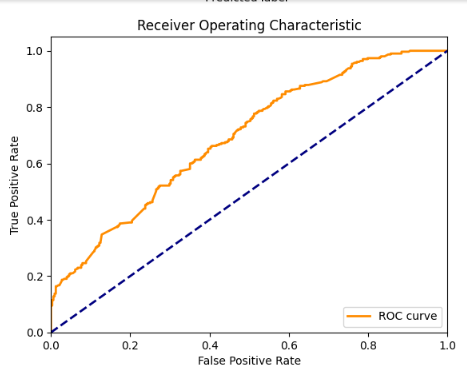 Predicted label
Receiver Operating Characteristic
1.0
0.8
0.6
0.4
0.2
0.0
True Positive Rate
ROC curve
0.0 0.2 0.4 0.6 0.8 1.0
False Positive Rate